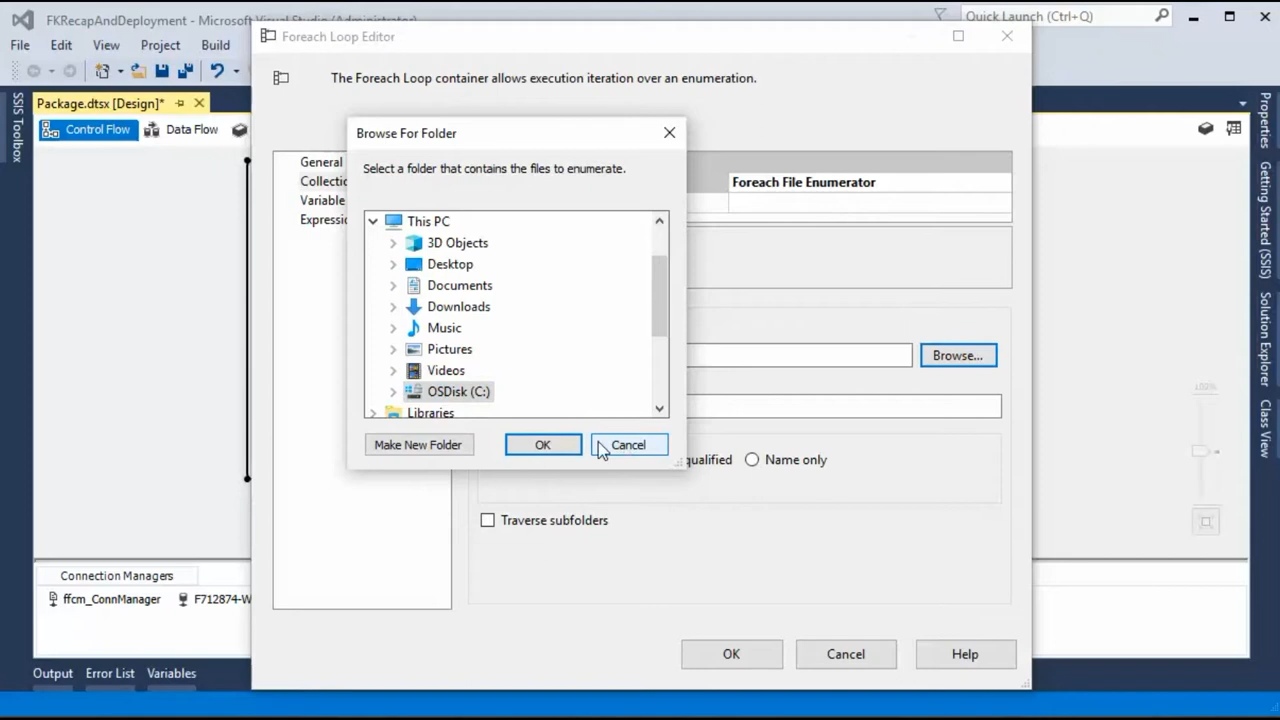 FKRecapAndDeployment - Microsoft Visual Studio (Administrator)
Quick Launch (Ctrl+Q)
File Edit View Project Build
Foreach Loop Editor
The Foreach Loop container allows execution iteration over an enumeration.
Package.dtsx [Design]*
Control Flow Data Flow
SSIS Toolbox
General
Collectio
Variable
Expressio
Foreach File Enumerator
Browse For Folder
Select a folder that contains the files to enumerate.
This PC
3D Objects
Desktop
Documents
Downloads
Music
Pictures
Videos
OSDisk (C:)
Libraries
Make New Folder OK Cancel
Browse...
qualified Name only
Traverse subfolders
OK Cancel Help
Connection Managers
ffcm_ConnManager F712874-W
Output Error List Variables
Properties
Getting Started (SSIS)
Solution Explorer
Class View
100%